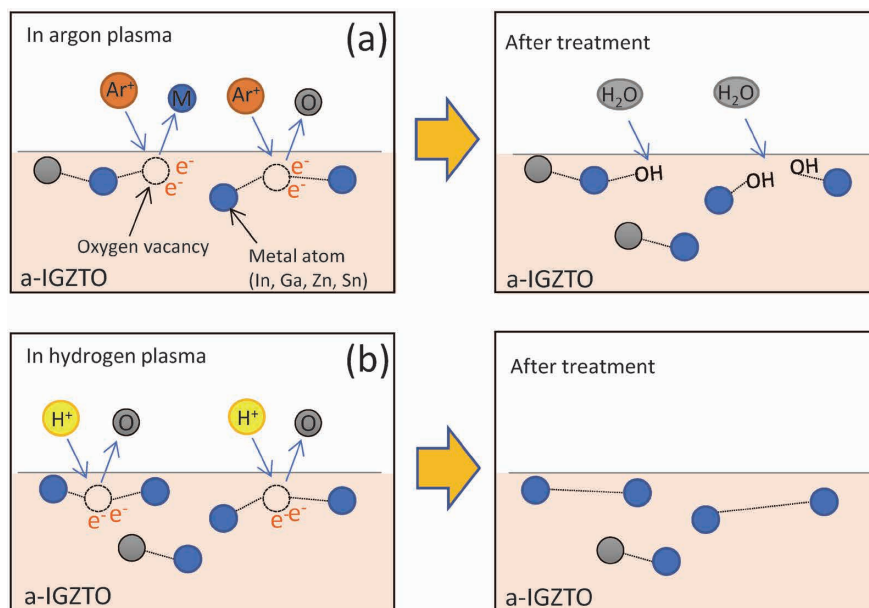 In argon plasma
(a)
Ar⁺
M
Ar⁺
O
e⁻
e⁻
e⁻
e⁻
Oxygen vacancy
Metal atom
(In, Ga, Zn, Sn)
a-IGZTO
After treatment
H₂O
H₂O
OH
OH
OH
a-IGZTO
In hydrogen plasma
(b)
H⁺
O
H⁺
O
e⁻ e⁻
e⁻e⁻
a-IGZTO
After treatment
a-IGZTO